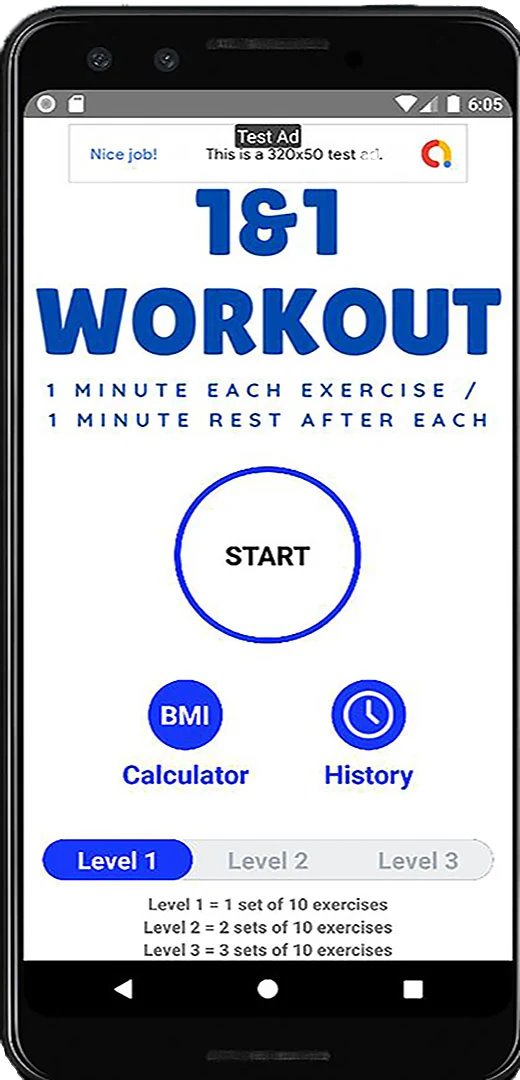 6:05
Test Ad
Nice job! This is a 320x50 test ad.
1&1
WORKOUT
1 MINUTE EACH EXERCISE /
1 MINUTE REST AFTER EACH
START
BMI
Calculator History
Level 1 Level 2 Level 3
Level 1 = 1 set of 10 exercises
Level 2 = 2 sets of 10 exercises
Level 3 = 3 sets of 10 exercises